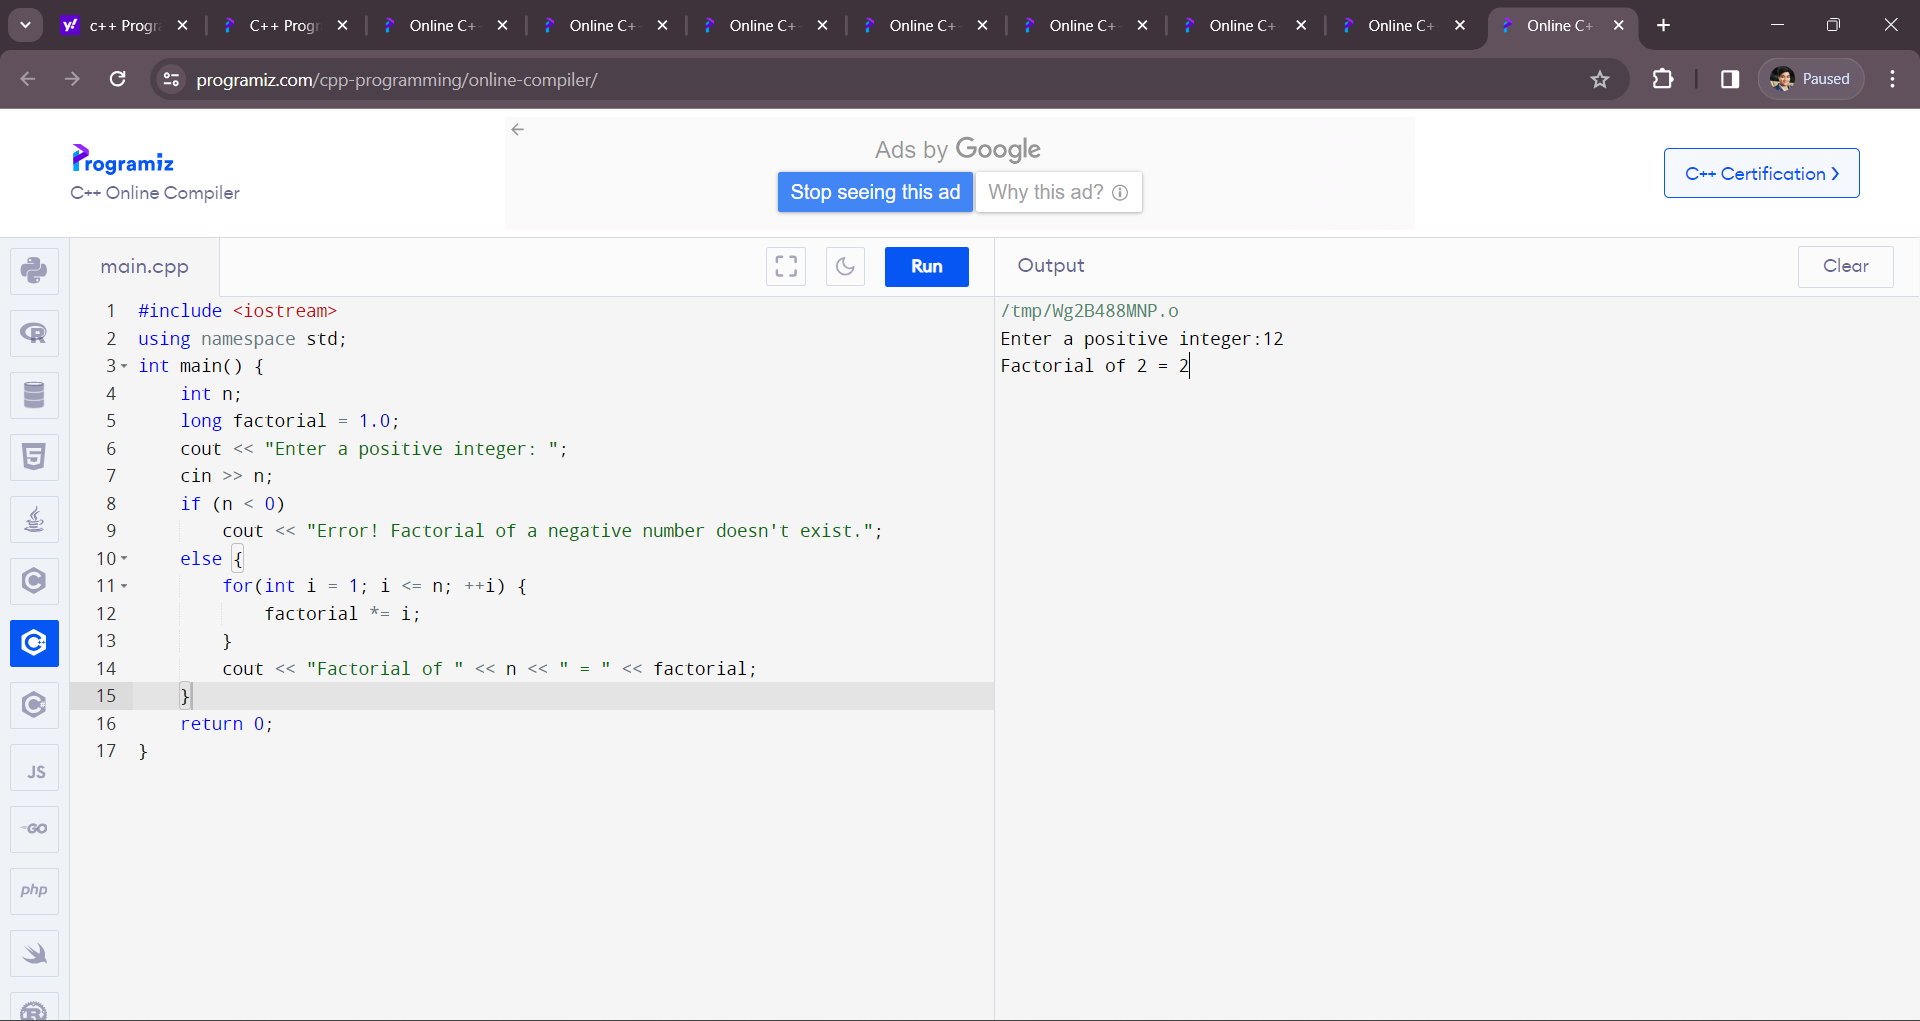 c++ Progr
C++ Progr
Online C+
Online C+
Online C+
Online C+
Online C+
Online C+
Online C+
Online C+
programiz.com/cpp-programming/online-compiler/
Paused
Programiz
C++ Online Compiler
Ads by Google
Stop seeing this ad
Why this ad?
C++ Certification >
main.cpp
Run
Output
Clear
1 #include <iostream>
2 using namespace std;
3 int main() {
4 int n;
5 long factorial = 1.0;
6 cout << "Enter a positive integer: ";
7 cin >> n;
8 if (n < 0)
9 cout << "Error! Factorial of a negative number doesn't exist.";
10 else {
11 for(int i = 1; i <= n; ++i) {
12 factorial *= i;
13 }
14 cout << "Factorial of " << n << " = " << factorial;
15 }
16 return 0;
17 }
/tmp/Wg2B488MNP.o
Enter a positive integer:12
Factorial of 2 = 2
JS
GO
php